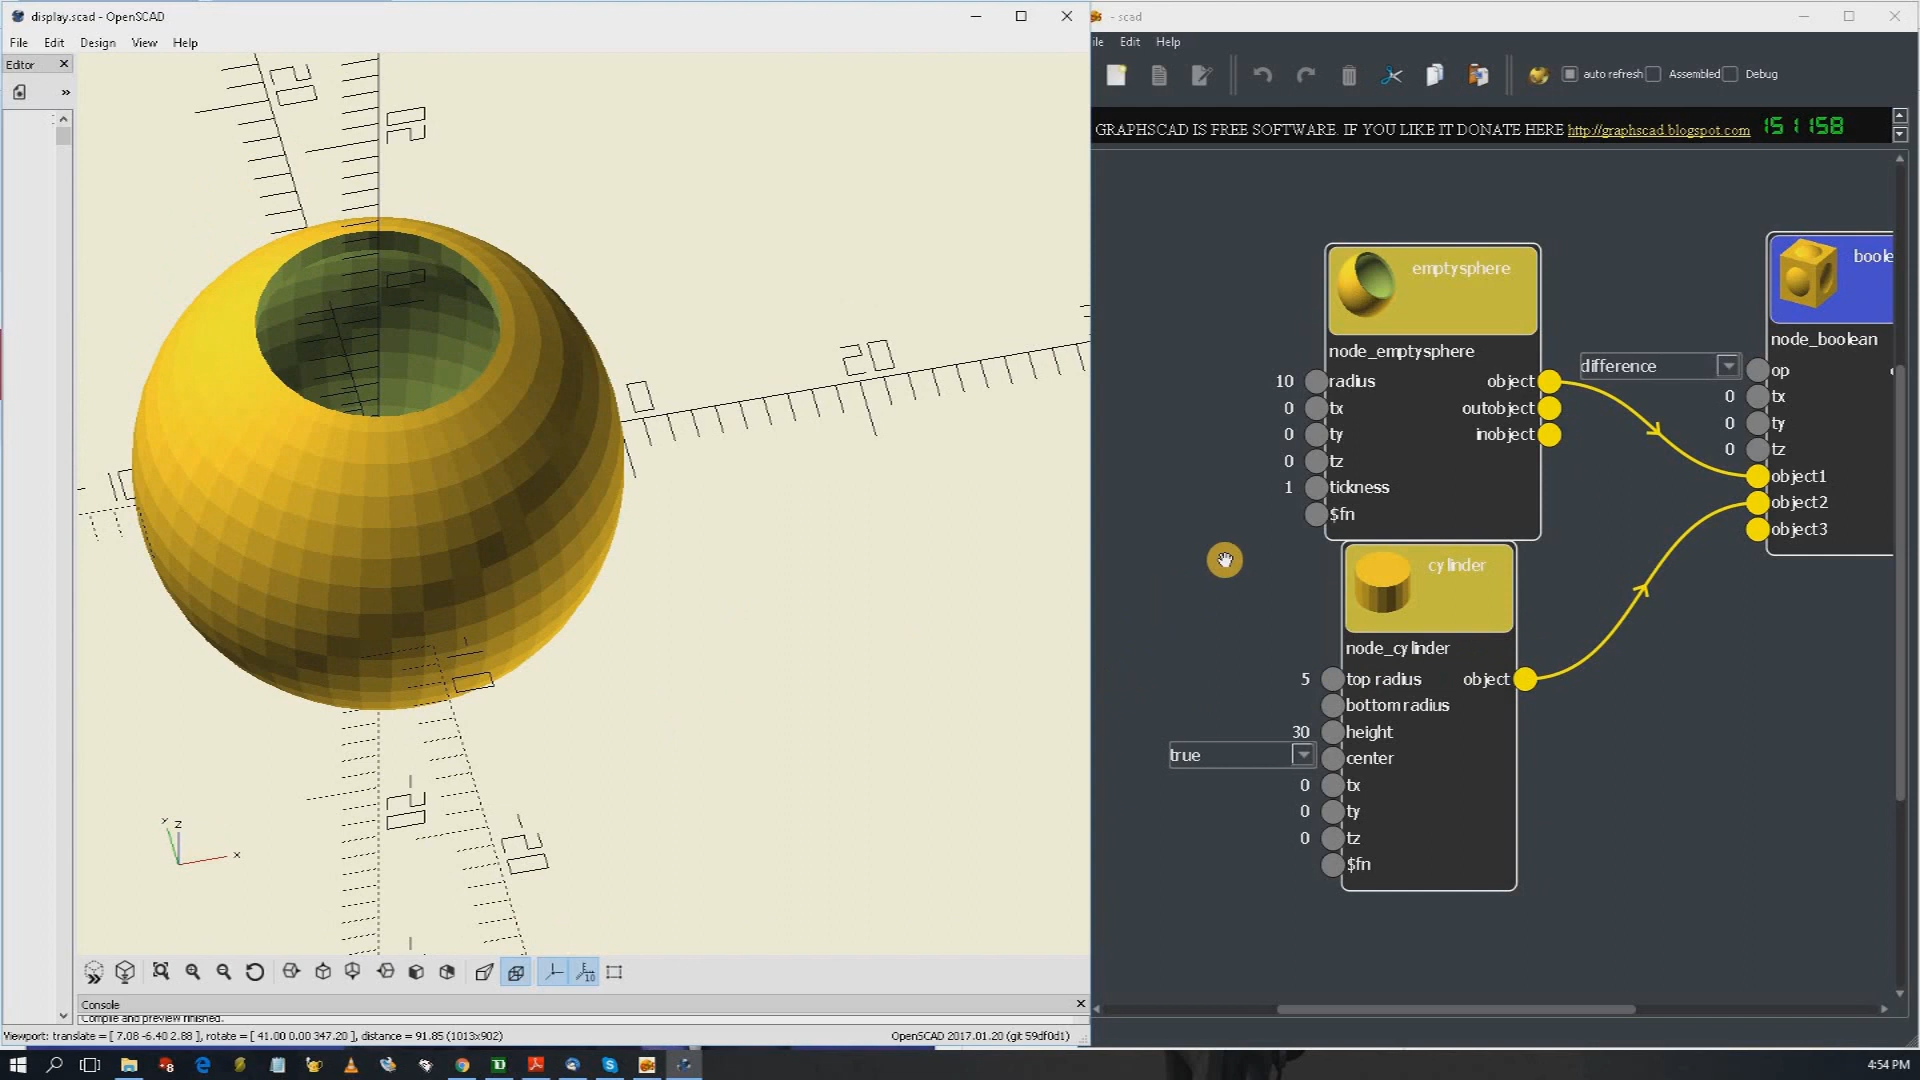 display.scad - OpenSCAD
File Edit Design View Help
Editor
»
- scad
ile Edit Help
auto refresh Assembled Debug
GRAPHSCAD IS FREE SOFTWARE. IF YOU LIKE IT DONATE HERE http://graphscad.blogspot.com 151158
emptysphere
node_emptysphere
10 radius object
0 tx outobject
0 ty inobject
0 tz
1 tickness
$fn
boole
node_boolean
difference op
0 tx
0 ty
0 tz
object1
object2
object3
cylinder
node_cylinder
5 top radius object
bottom radius
30 height
true center
0 tx
0 ty
0 tz
$fn
20
10
z
x
Console
Compile and preview finished.
Viewport: translate = [ 7.08 -6.40 2.88 ], rotate = [ 41.00 0.00 347.20 ], distance = 91.85 (1013x902)
OpenSCAD 2017.01.20 (git 59df0d1)
4:54 PM